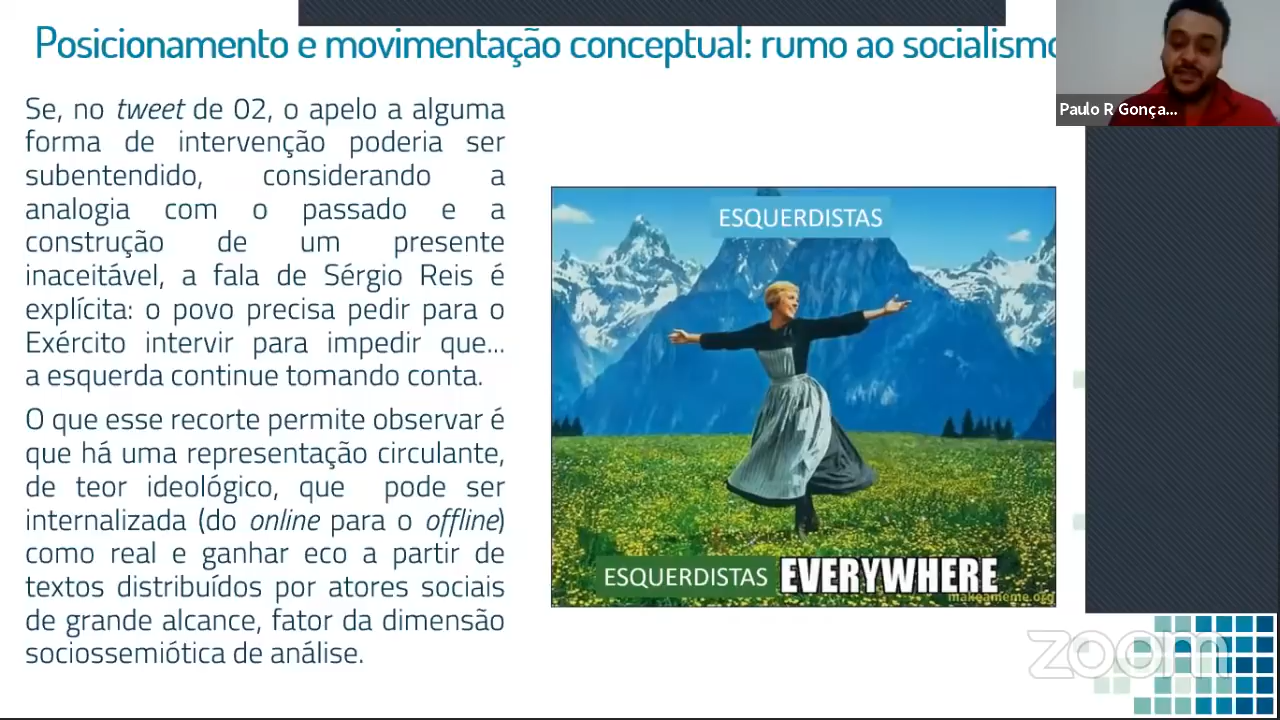 Posicionamento e movimentação conceptual: rumo ao socialismo
Paulo R Gonça...
Se, no tweet de 02, o apelo a alguma
forma de intervenção poderia ser
subentendido, considerando a
analogia com o passado e a
construção de um presente
inaceitável, a fala de Sérgio Reis é
explícita: o povo precisa pedir para o
Exército intervir para impedir que...
a esquerda continue tomando conta.
O que esse recorte permite observar é
que há uma representação circulante,
de teor ideológico, que pode ser
internalizada (do online para o offline)
como real e ganhar eco a partir de
textos distribuídos por atores sociais
de grande alcance, fator da dimensão
sociossemiótica de análise.
ESQUERDISTAS
ESQUERDISTAS EVERYWHERE
makeameme.org
zoom